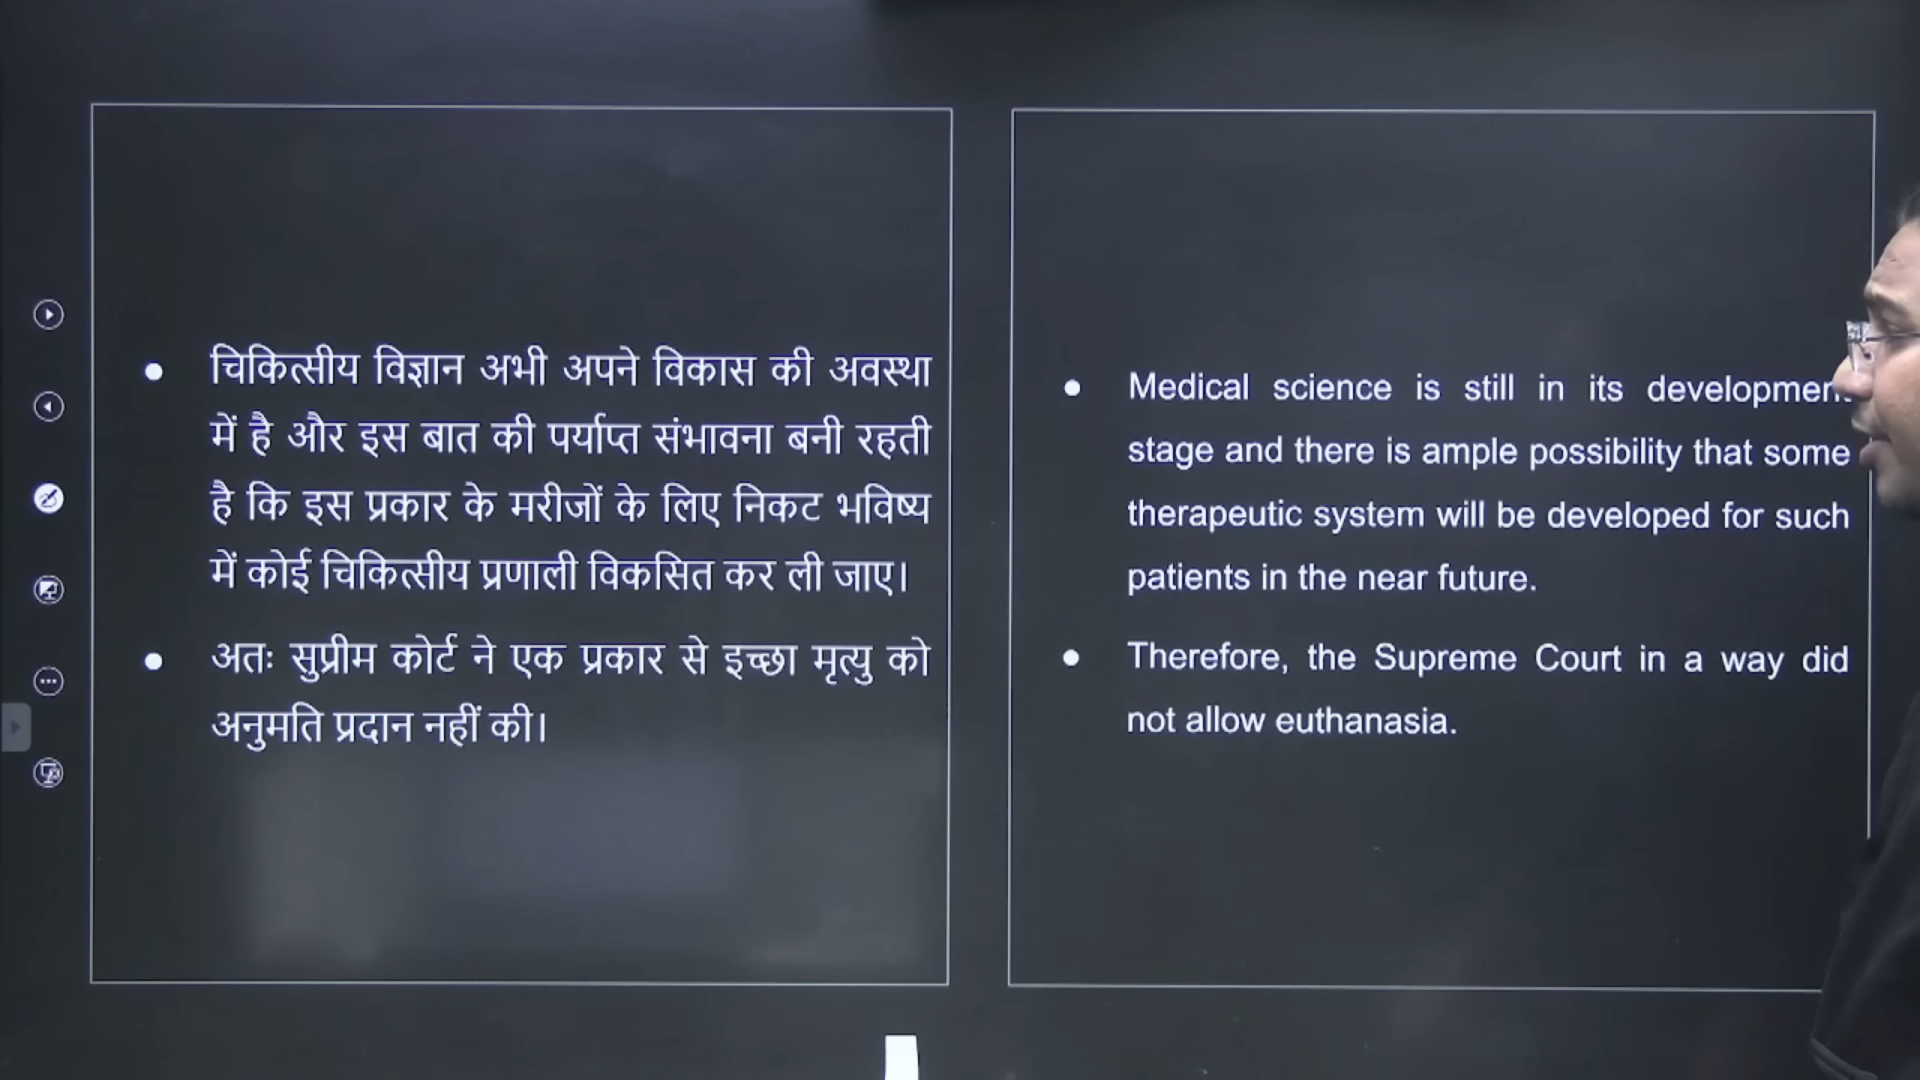 चिकित्सीय विज्ञान अभी अपने विकास की अवस्था
में है और इस बात की पर्याप्त संभावना बनी रहती
है कि इस प्रकार के मरीजों के लिए निकट भविष्य
में कोई चिकित्सीय प्रणाली विकसित कर ली जाए।
अतः सुप्रीम कोर्ट ने एक प्रकार से इच्छा मृत्यु को
अनुमति प्रदान नहीं की।
Medical science is still in its development
stage and there is ample possibility that some
therapeutic system will be developed for such
patients in the near future.
Therefore, the Supreme Court in a way did
not allow euthanasia.